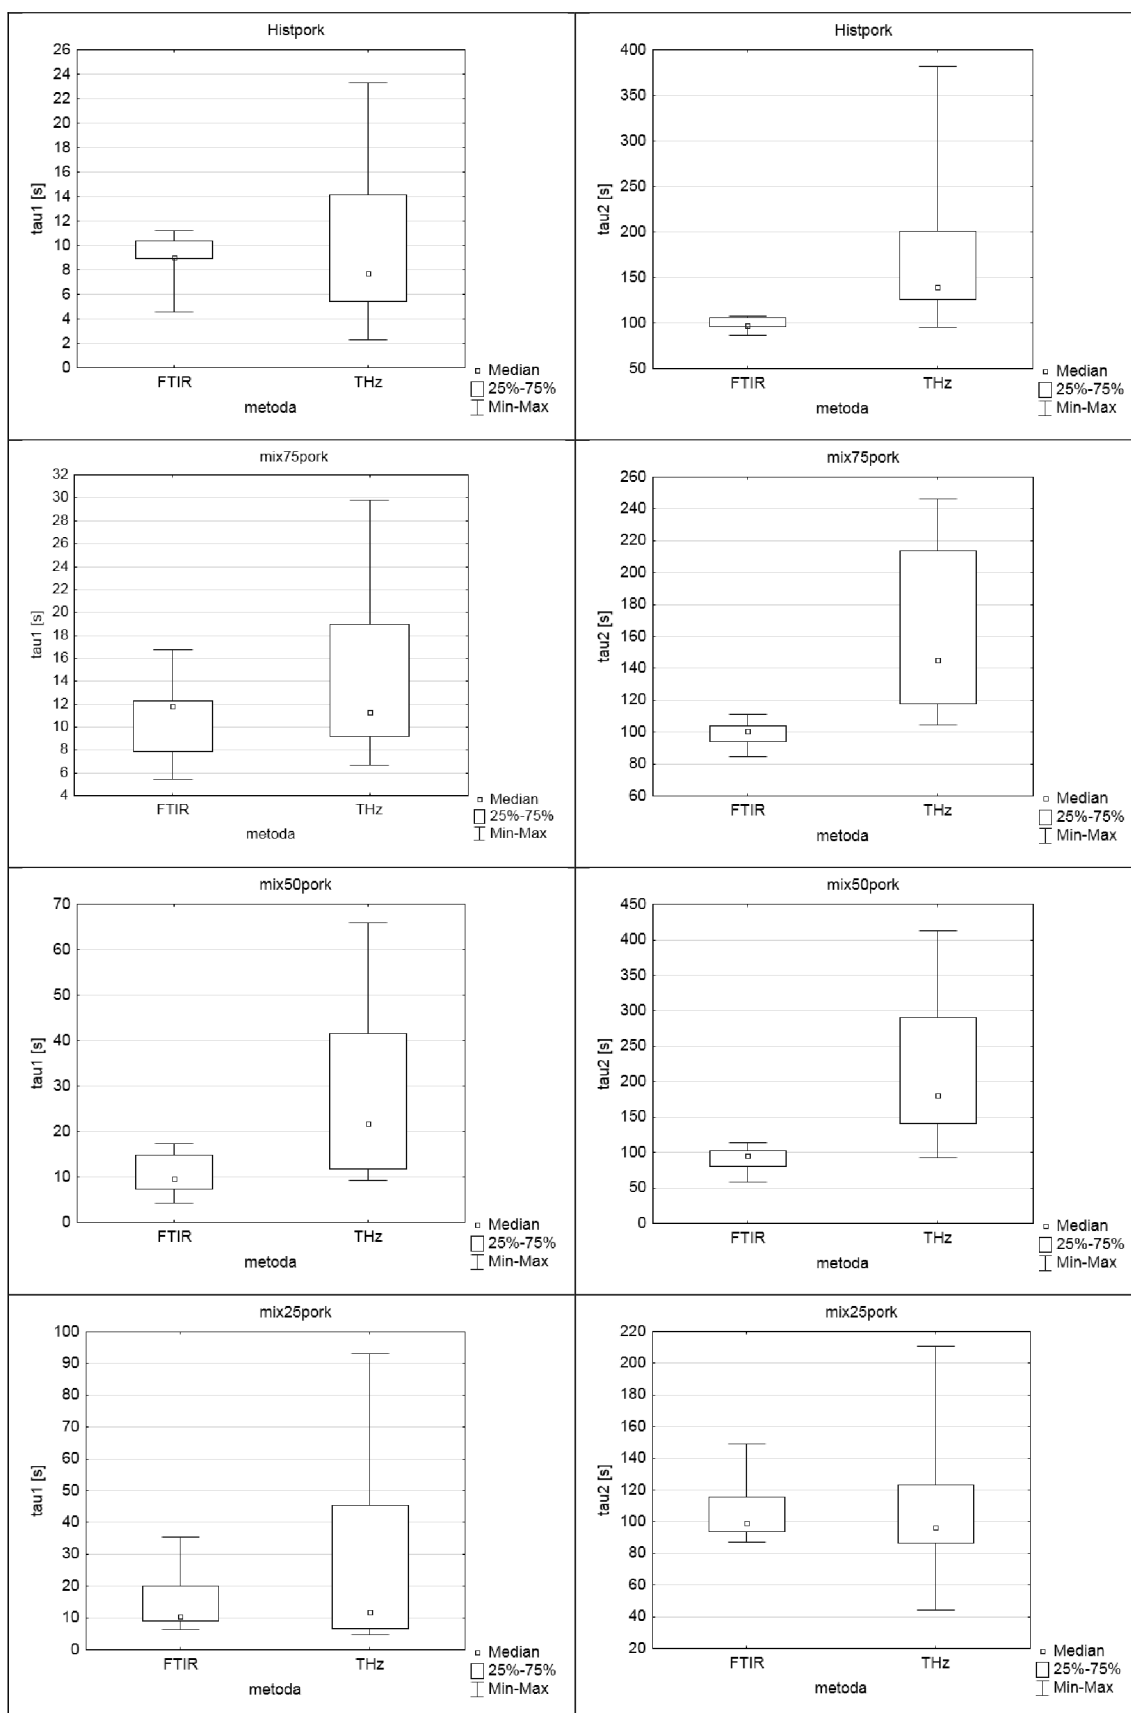 Histpork
26
24
22
20
18
16
14
12
10
8
6
4
2
0
tau1 [s]
FTIR
THz
metoda
Median
25%-75%
Min-Max
Histpork
400
350
300
250
200
150
100
50
tau2 [s]
FTIR
THz
metoda
Median
25%-75%
Min-Max
mix75pork
32
30
28
26
24
22
20
18
16
14
12
10
8
6
4
tau1 [s]
FTIR
THz
metoda
Median
25%-75%
Min-Max
mix75pork
260
240
220
200
180
160
140
120
100
80
60
tau2 [s]
FTIR
THz
metoda
Median
25%-75%
Min-Max
mix50pork
70
60
50
40
30
20
10
0
tau1 [s]
FTIR
THz
metoda
Median
25%-75%
Min-Max
mix50pork
450
400
350
300
250
200
150
100
50
0
tau2 [s]
FTIR
THz
metoda
Median
25%-75%
Min-Max
mix25pork
100
90
80
70
60
50
40
30
20
10
0
tau1 [s]
FTIR
THz
metoda
Median
25%-75%
Min-Max
mix25pork
220
200
180
160
140
120
100
80
60
40
20
tau2 [s]
FTIR
THz
metoda
Median
25%-75%
Min-Max